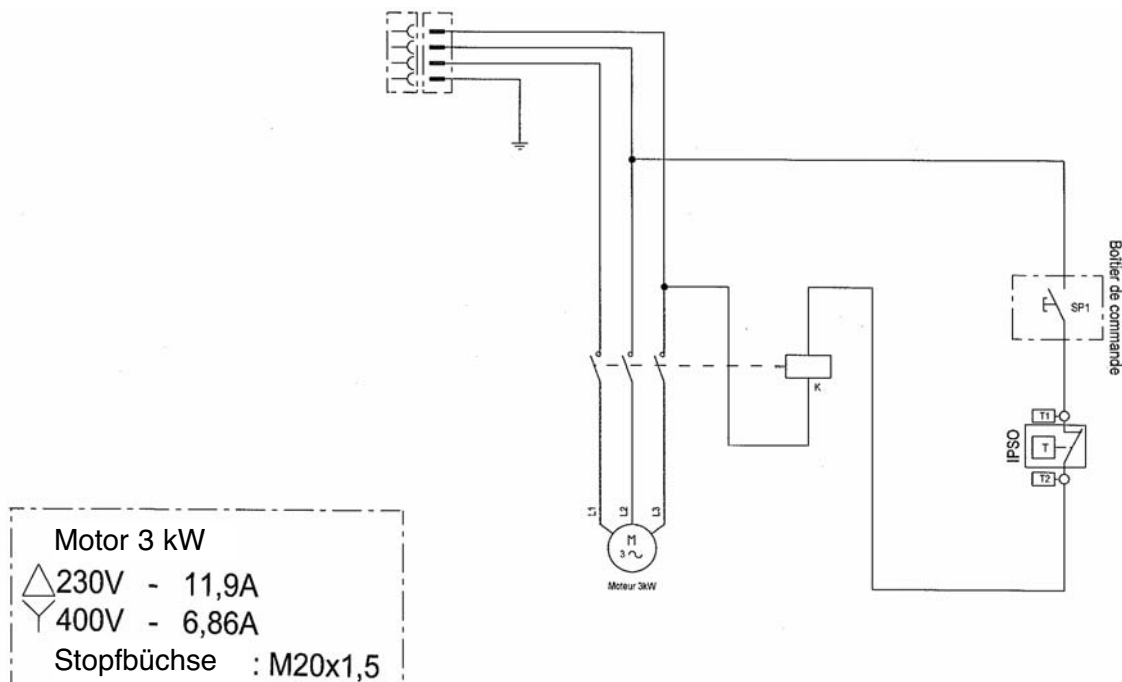 Boîtier de commande
SP1
K
T1
IPSO
T
T2
L1
L2
L3
M
3
Moteur 3kW
Motor 3 kW
230V - 11,9A
400V - 6,86A
Stopfbüchse : M20x1,5